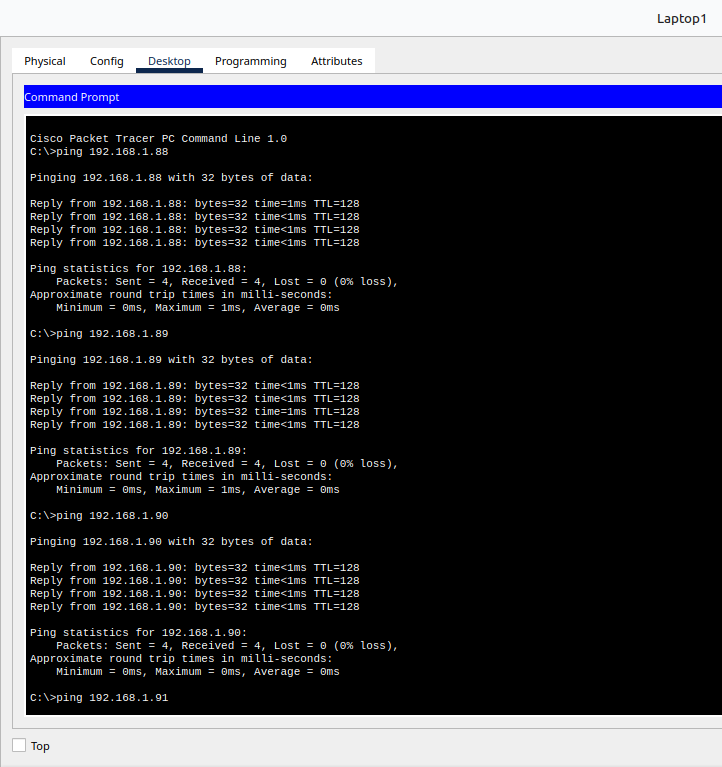 Laptop1
Physical Config Desktop Programming Attributes
Command Prompt
Cisco Packet Tracer PC Command Line 1.0
C:\>ping 192.168.1.88
Pinging 192.168.1.88 with 32 bytes of data:
Reply from 192.168.1.88: bytes=32 time=1ms TTL=128
Reply from 192.168.1.88: bytes=32 time<1ms TTL=128
Reply from 192.168.1.88: bytes=32 time<1ms TTL=128
Reply from 192.168.1.88: bytes=32 time<1ms TTL=128
Ping statistics for 192.168.1.88:
    Packets: Sent = 4, Received = 4, Lost = 0 (0% loss),
Approximate round trip times in milli-seconds:
    Minimum = 0ms, Maximum = 1ms, Average = 0ms
C:\>ping 192.168.1.89
Pinging 192.168.1.89 with 32 bytes of data:
Reply from 192.168.1.89: bytes=32 time<1ms TTL=128
Reply from 192.168.1.89: bytes=32 time<1ms TTL=128
Reply from 192.168.1.89: bytes=32 time=1ms TTL=128
Reply from 192.168.1.89: bytes=32 time<1ms TTL=128
Ping statistics for 192.168.1.89:
    Packets: Sent = 4, Received = 4, Lost = 0 (0% loss),
Approximate round trip times in milli-seconds:
    Minimum = 0ms, Maximum = 1ms, Average = 0ms
C:\>ping 192.168.1.90
Pinging 192.168.1.90 with 32 bytes of data:
Reply from 192.168.1.90: bytes=32 time<1ms TTL=128
Reply from 192.168.1.90: bytes=32 time<1ms TTL=128
Reply from 192.168.1.90: bytes=32 time<1ms TTL=128
Reply from 192.168.1.90: bytes=32 time<1ms TTL=128
Ping statistics for 192.168.1.90:
    Packets: Sent = 4, Received = 4, Lost = 0 (0% loss),
Approximate round trip times in milli-seconds:
    Minimum = 0ms, Maximum = 0ms, Average = 0ms
C:\>ping 192.168.1.91
Top